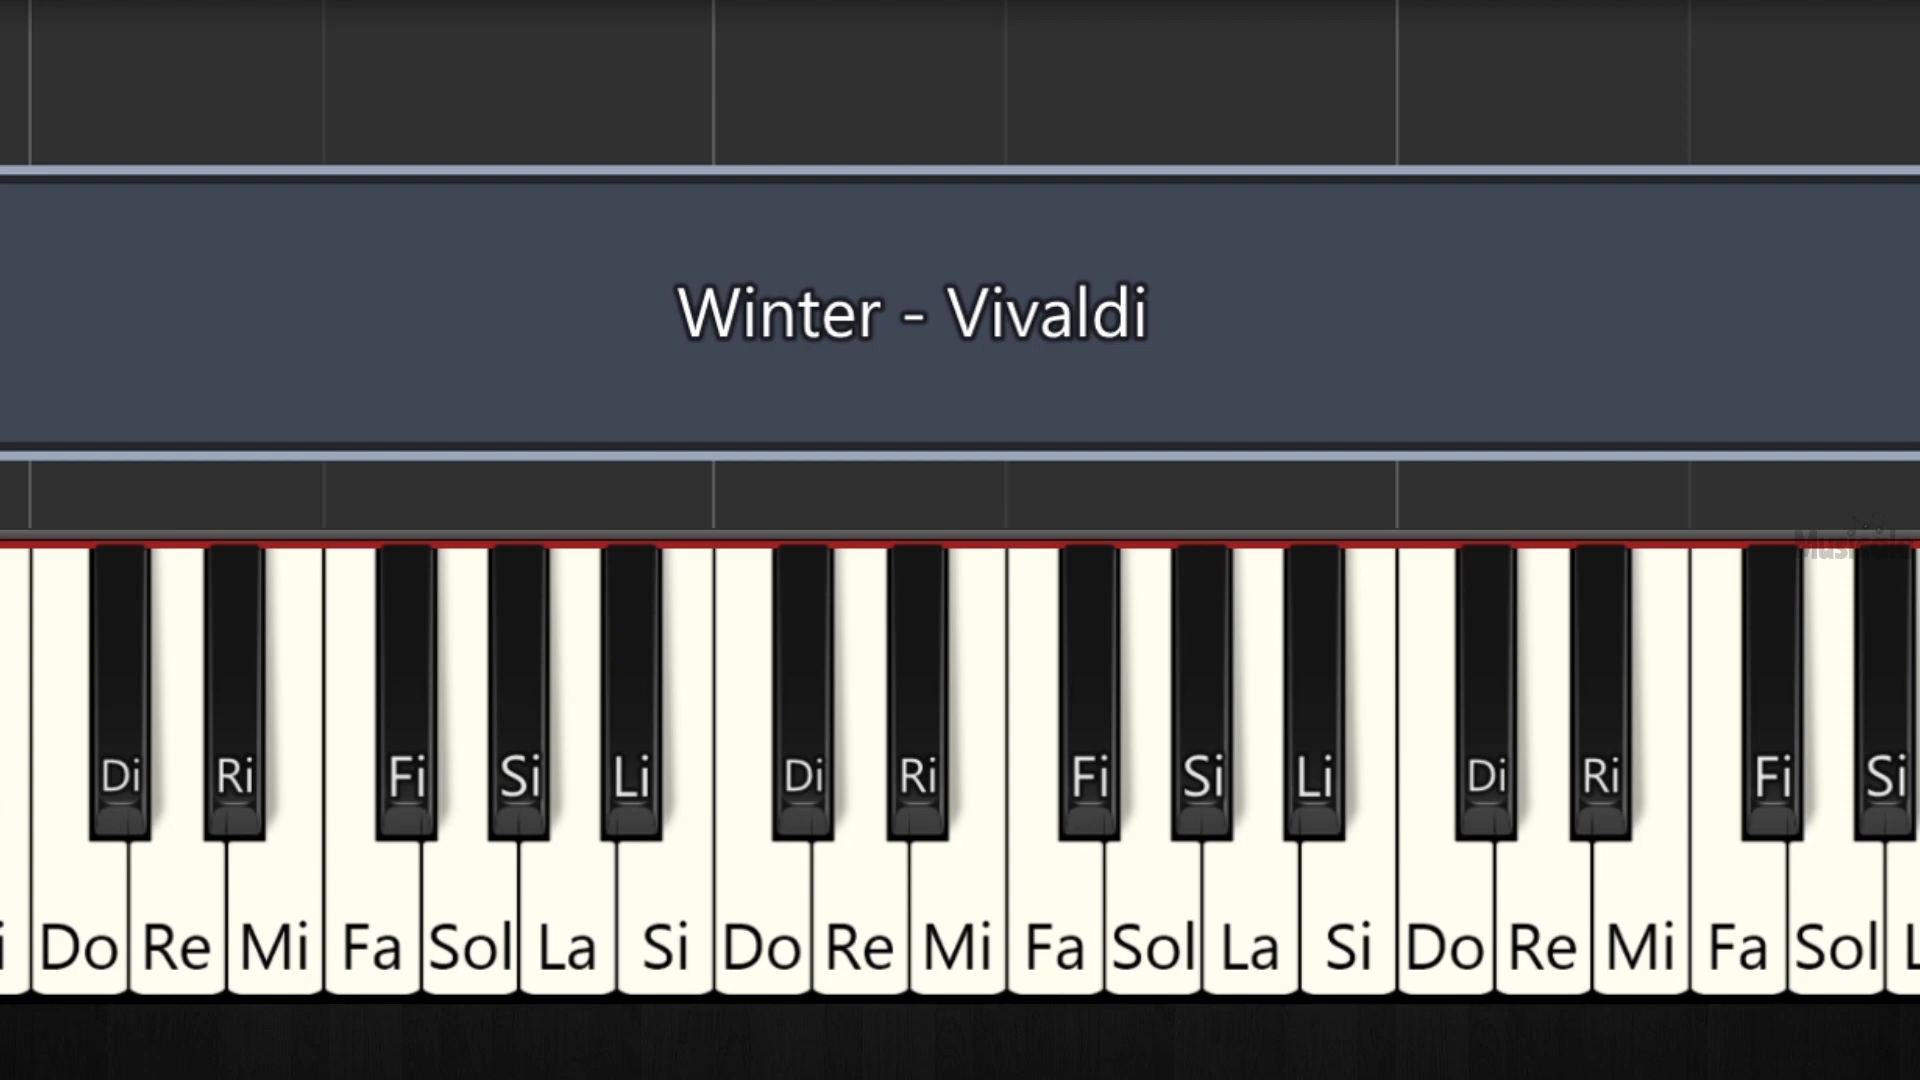 Winter - Vivaldi
Di Ri Fi Si Li Di Ri Fi Si Li Di Ri Fi Si
Do Re Mi Fa Sol La Si Do Re Mi Fa Sol La Si Do Re Mi Fa Sol